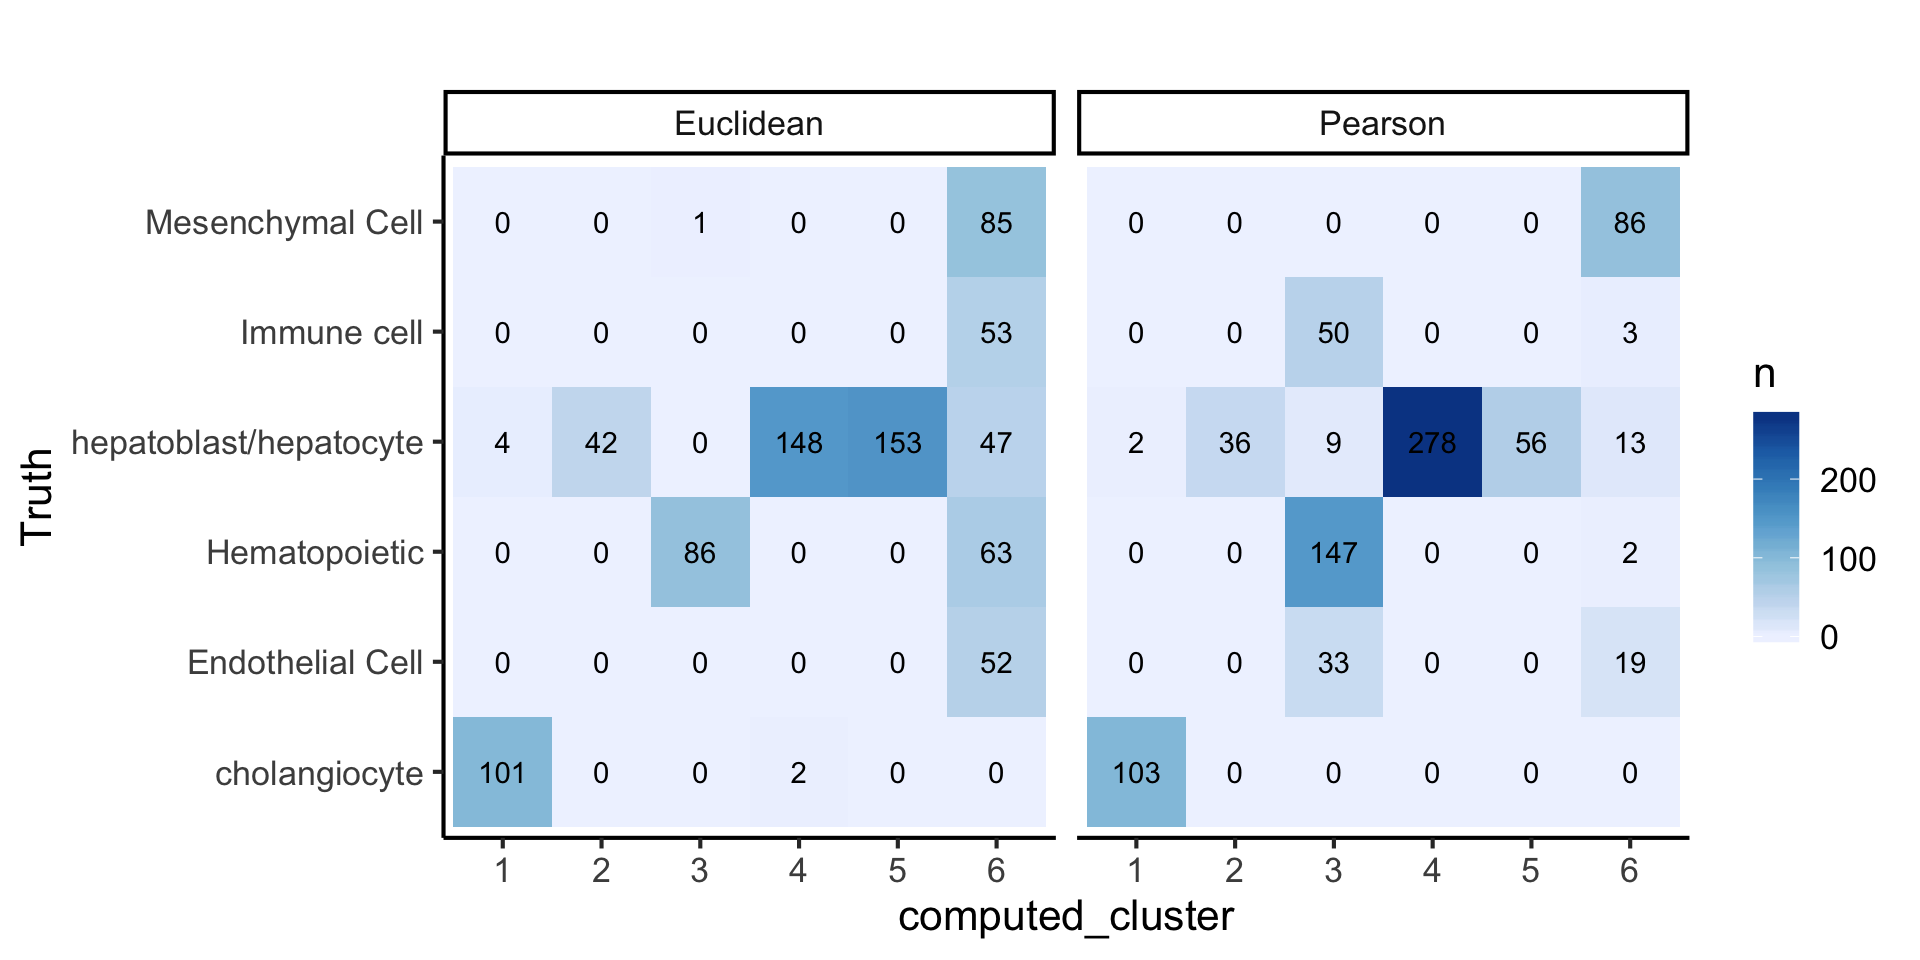 Euclidean Pearson
Mesenchymal Cell 0 0 1 0 0 85 0 0 0 0 0 86
Immune cell 0 0 0 0 0 53 0 0 50 0 0 3
hepatoblast/hepatocyte 4 42 0 148 153 47 2 36 9 278 56 13
Hematopoietic 0 0 86 0 0 63 0 0 147 0 0 2
Endothelial Cell 0 0 0 0 0 52 0 0 33 0 0 19
cholangiocyte 101 0 0 2 0 0 103 0 0 0 0 0
1 2 3 4 5 6 1 2 3 4 5 6
computed_cluster
Truth
n
200
100
0